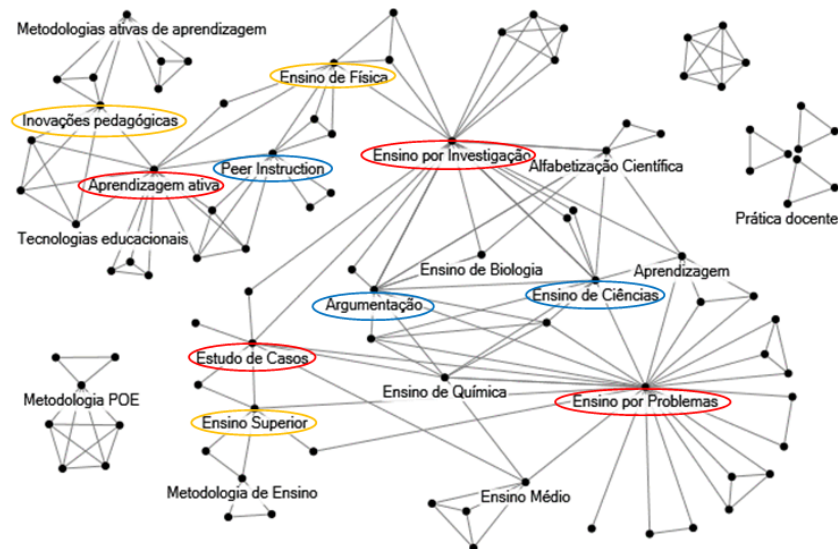 Metodologias ativas de aprendizagem
Ensino de Física
Inovações pedagógicas
Ensino por Investigação
Alfabetização Científica
Peer Instruction
Aprendizagem ativa
Prática docente
Tecnologias educacionais
Ensino de Biologia
Aprendizagem
Argumentação
Ensino de Ciências
Estudo de Casos
Metodologia POE
Ensino de Química
Ensino por Problemas
Ensino Superior
Metodologia de Ensino
Ensino Médio